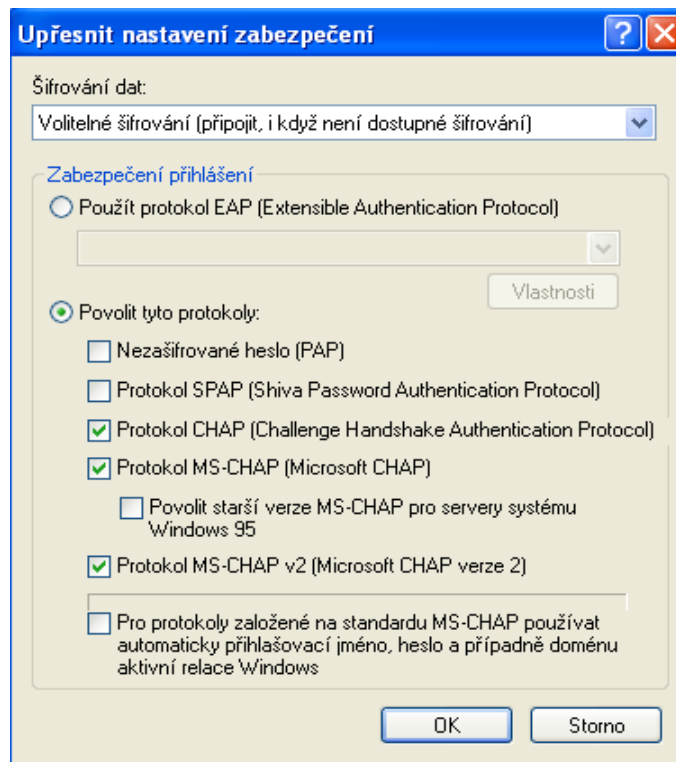 Upřesnit nastavení zabezpečení
Šifrování dat:
Volitelné šifrování (připojit, i když není dostupné šifrování)
Zabezpečení přihlášení
Použít protokol EAP (Extensible Authentication Protocol)
Vlastnosti
Povolit tyto protokoly:
Nezašifrované heslo (PAP)
Protokol SPAP (Shiva Password Authentication Protocol)
Protokol CHAP (Challenge Handshake Authentication Protocol)
Protokol MS-CHAP (Microsoft CHAP)
Povolit starší verze MS-CHAP pro servery systému
Windows 95
Protokol MS-CHAP v2 (Microsoft CHAP verze 2)
Pro protokoly založené na standardu MS-CHAP používat
automaticky přihlašovací jméno, heslo a případně doménu
aktivní relace Windows
OK Storno